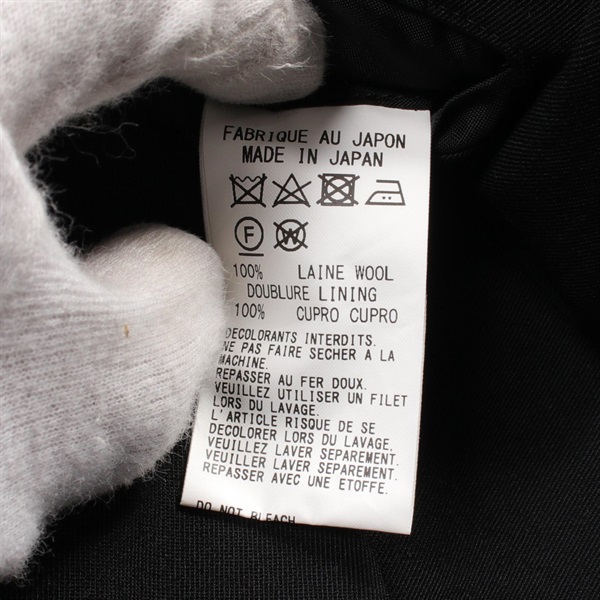 FABRIQUE AU JAPON
MADE IN JAPAN
F W
100% LAINE WOOL
DOUBLURE LINING
100% CUPRO CUPRO
DECOLORANTS INTERDITS.
NE PAS FAIRE SECHER A LA
MACHINE.
REPASSER AU FER DOUX.
VEUILLEZ UTILISER UN FILET
LORS DU LAVAGE.
L'ARTICLE RISQUE DE SE
DECOLORER LORS DU LAVAGE.
VEUILLEZ LAVER SEPAREMENT.
VEUILLER LAVER SEPAREMENT.
REPASSER AVEC UNE ETOFFE.
DO NOT BLEACH